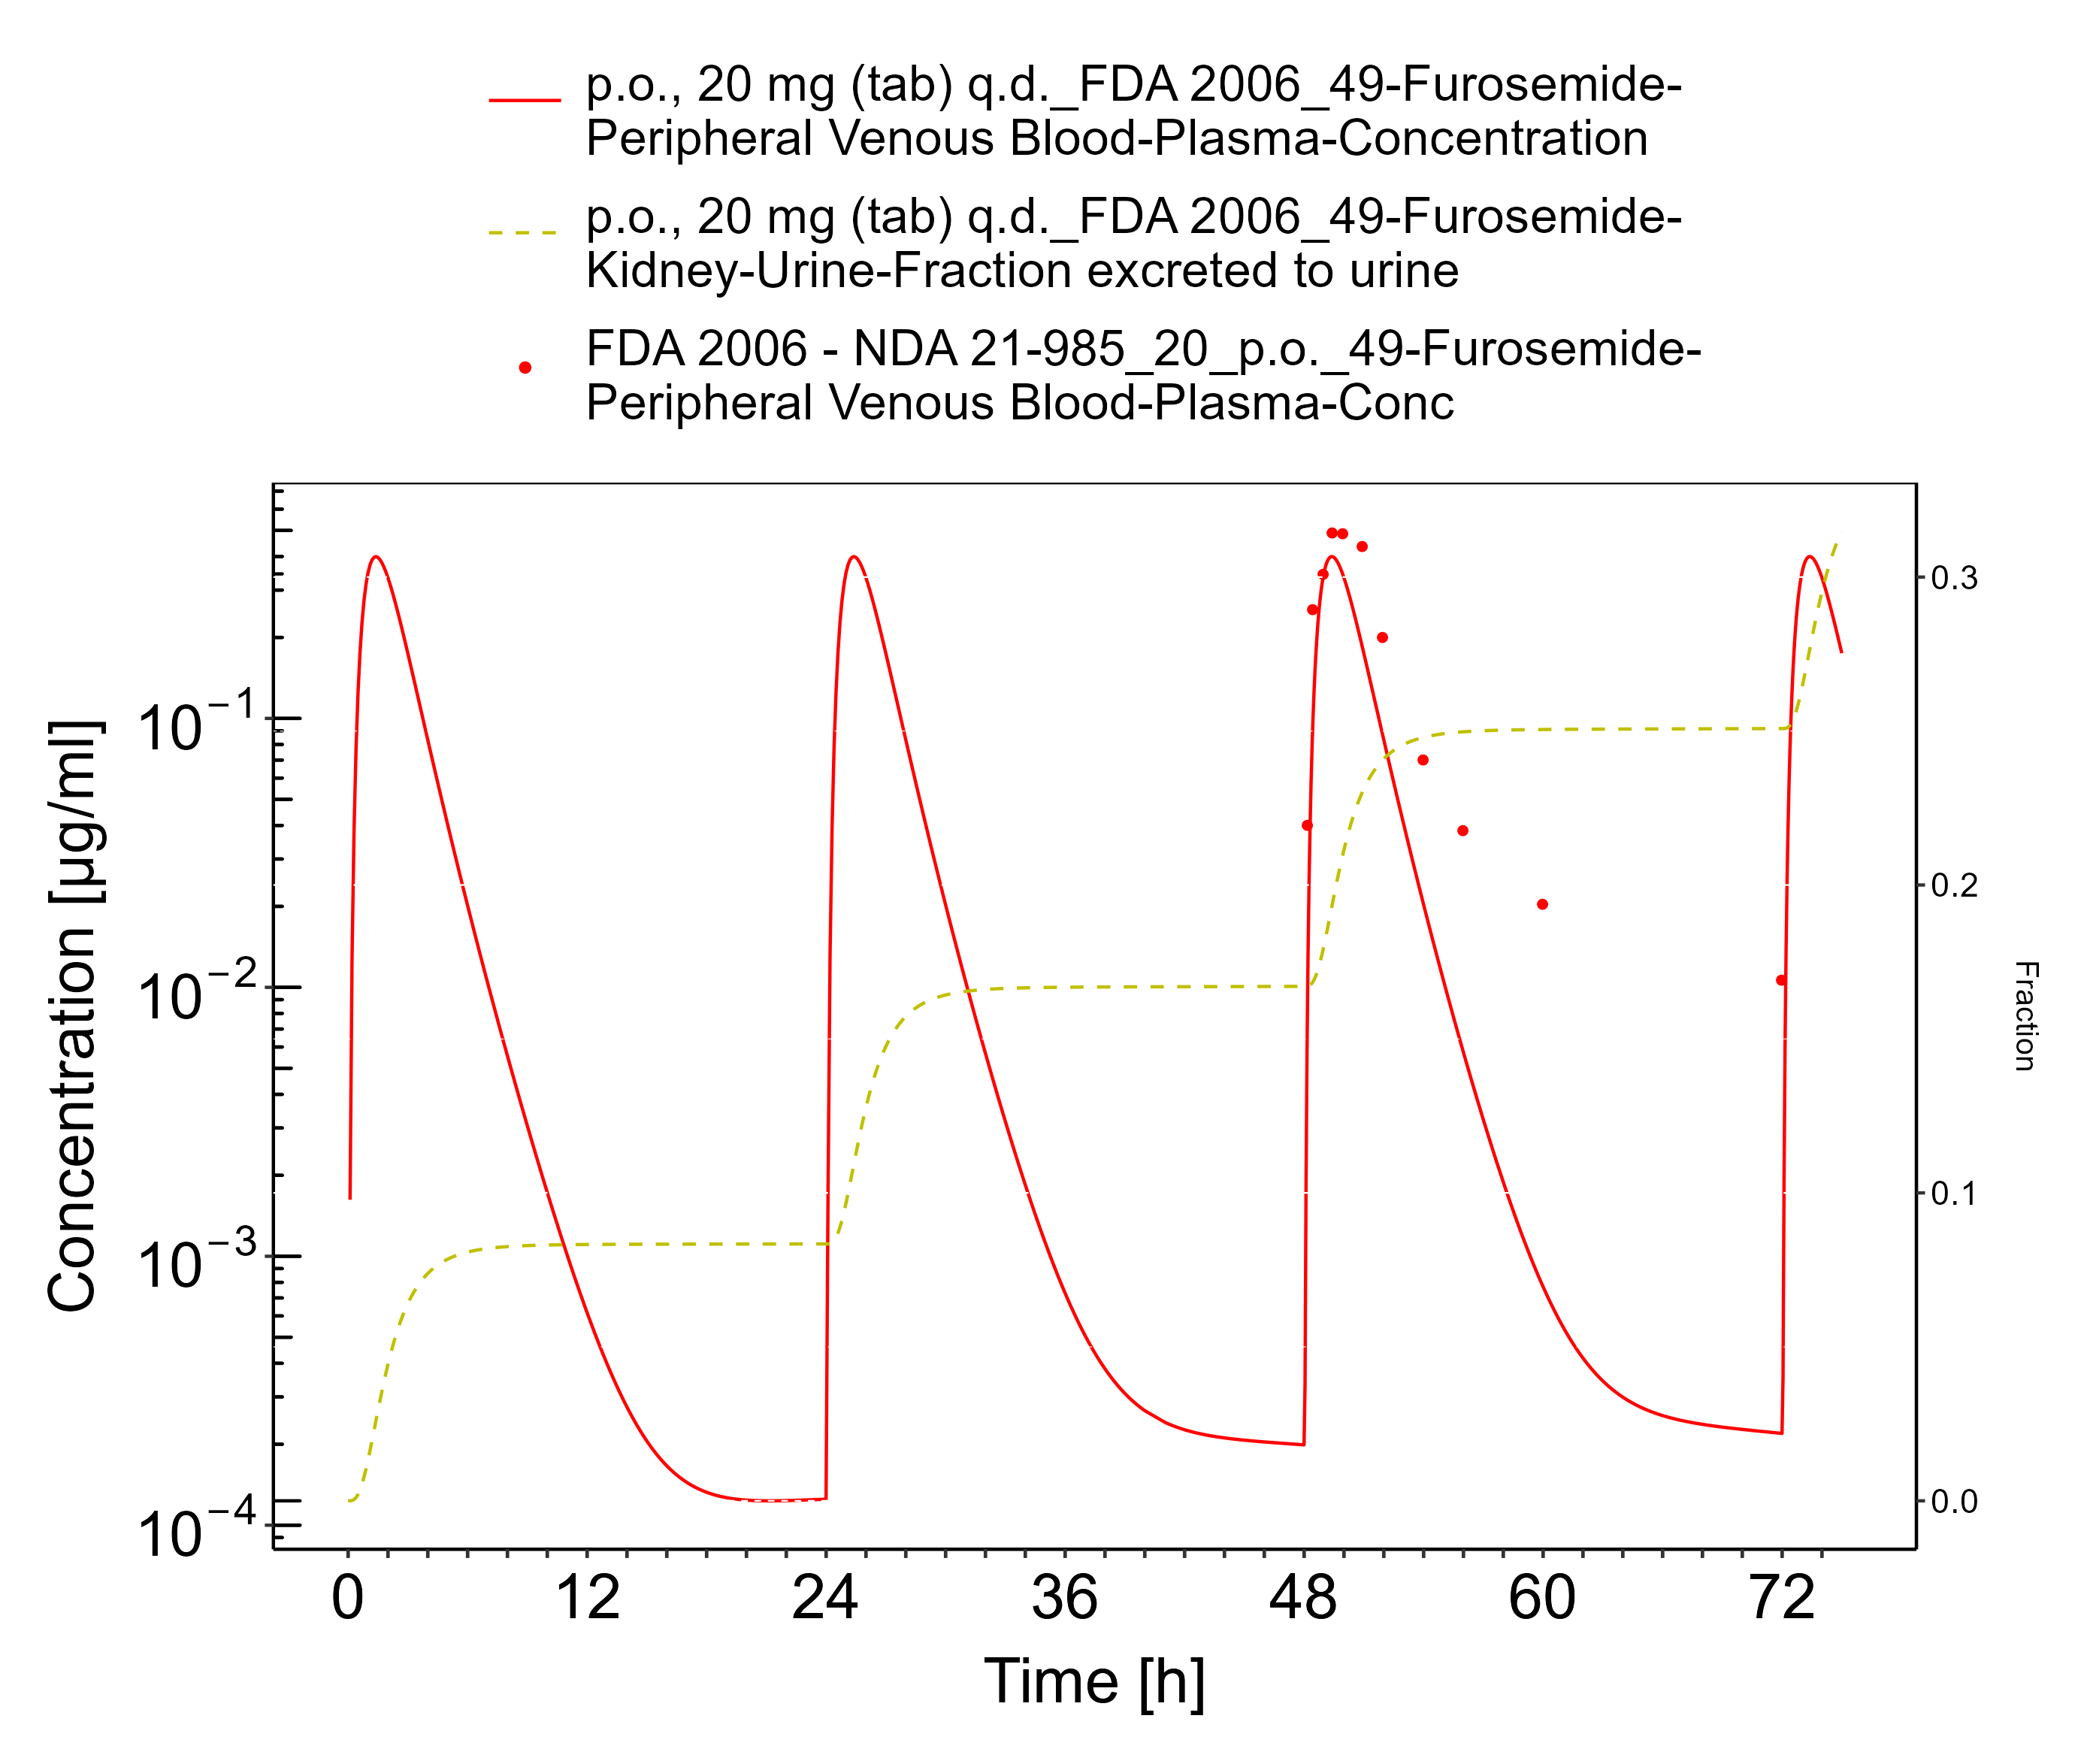 p.o., 20 mg (tab) q.d._FDA 2006_49-Furosemide-
Peripheral Venous Blood-Plasma-Concentration
p.o., 20 mg (tab) q.d._FDA 2006_49-Furosemide-
Kidney-Urine-Fraction excreted to urine
FDA 2006 - NDA 21-985_20_p.o._49-Furosemide-
Peripheral Venous Blood-Plasma-Conc
Concentration [µg/ml]
10⁻¹
10⁻²
10⁻³
10⁻⁴
0.3
0.2
0.1
0.0
Fraction
0 12 24 36 48 60 72
Time [h]